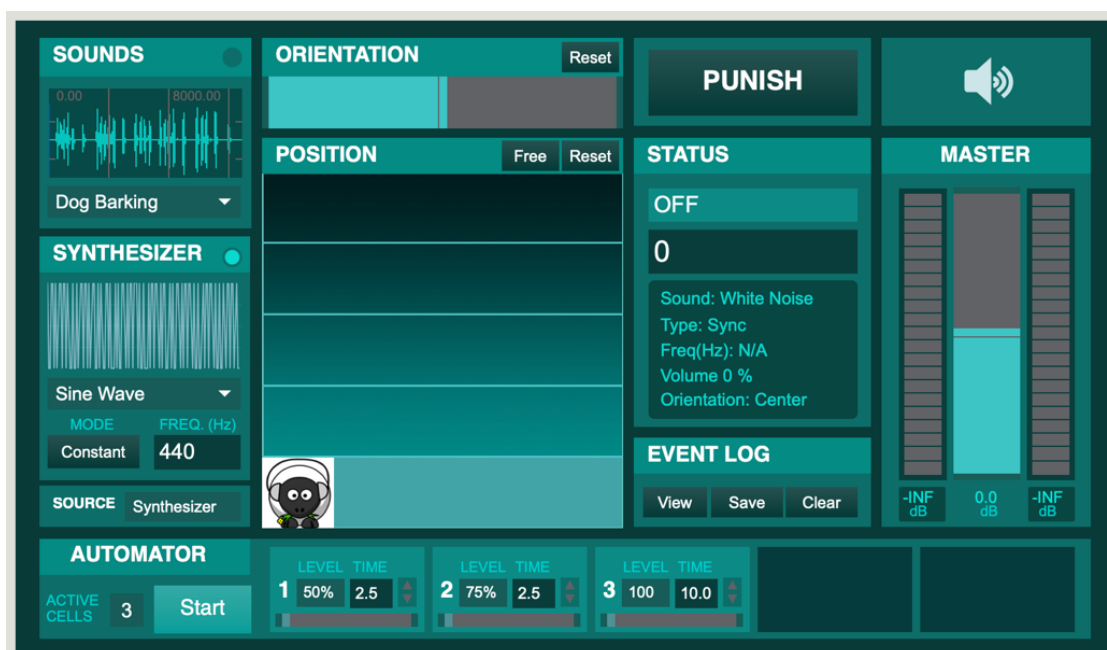 SOUNDS
0.00 8000.00
Dog Barking
SYNTHESIZER
Sine Wave
MODE FREQ. (Hz)
Constant 440
SOURCE Synthesizer
ORIENTATION Reset
POSITION Free Reset
PUNISH
STATUS
OFF
0
Sound: White Noise
Type: Sync
Freq(Hz): N/A
Volume 0 %
Orientation: Center
EVENT LOG
View Save Clear
MASTER
-INF 0.0 -INF
dB dB dB
AUTOMATOR
ACTIVE
CELLS 3 Start
LEVEL TIME
1 50% 2.5
LEVEL TIME
2 75% 2.5
LEVEL TIME
3 100 10.0